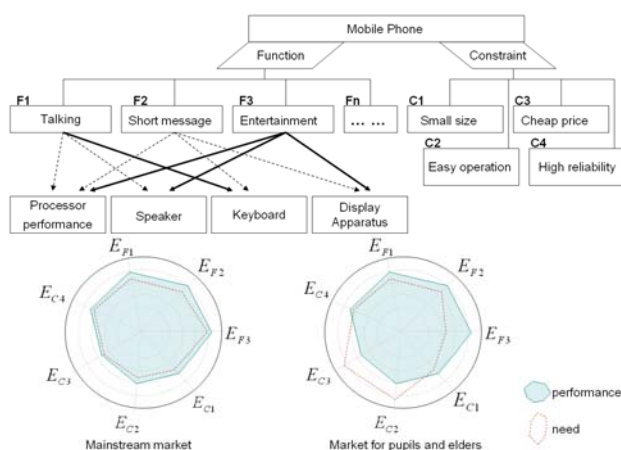 Mobile Phone
Function
Constraint
F1
F2
F3
Fn
C1
C3
Talking
Short message
Entertainment
... ...
Small size
Cheap price
C2
C4
Easy operation
High reliability
Processor
performance
Speaker
Keyboard
Display
Apparatus
E_F1
E_F2
E_F3
E_C1
E_C2
E_C3
E_C4
E_F1
E_F2
E_F3
E_C1
E_C2
E_C3
E_C4
performance
need
Mainstream market
Market for pupils and elders